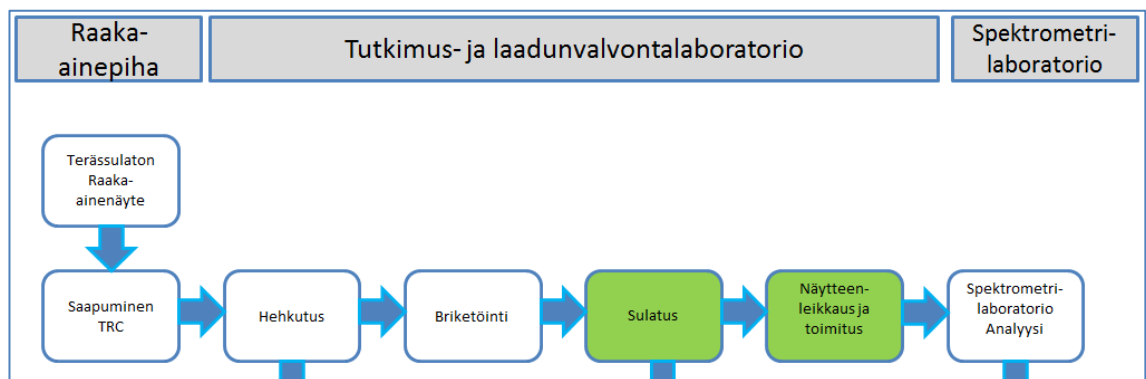 Raaka-
ainepiha
Tutkimus- ja laadunvalvontalaboratorio
Spektrometri-
laboratorio
Terässulaton
Raaka-
ainenäyte
Saapuminen
TRC
Hehkutus
Briketöinti
Sulatus
Näytteen-
leikkaus ja
toimitus
Spektrometri-
laboratorio
Analyysi